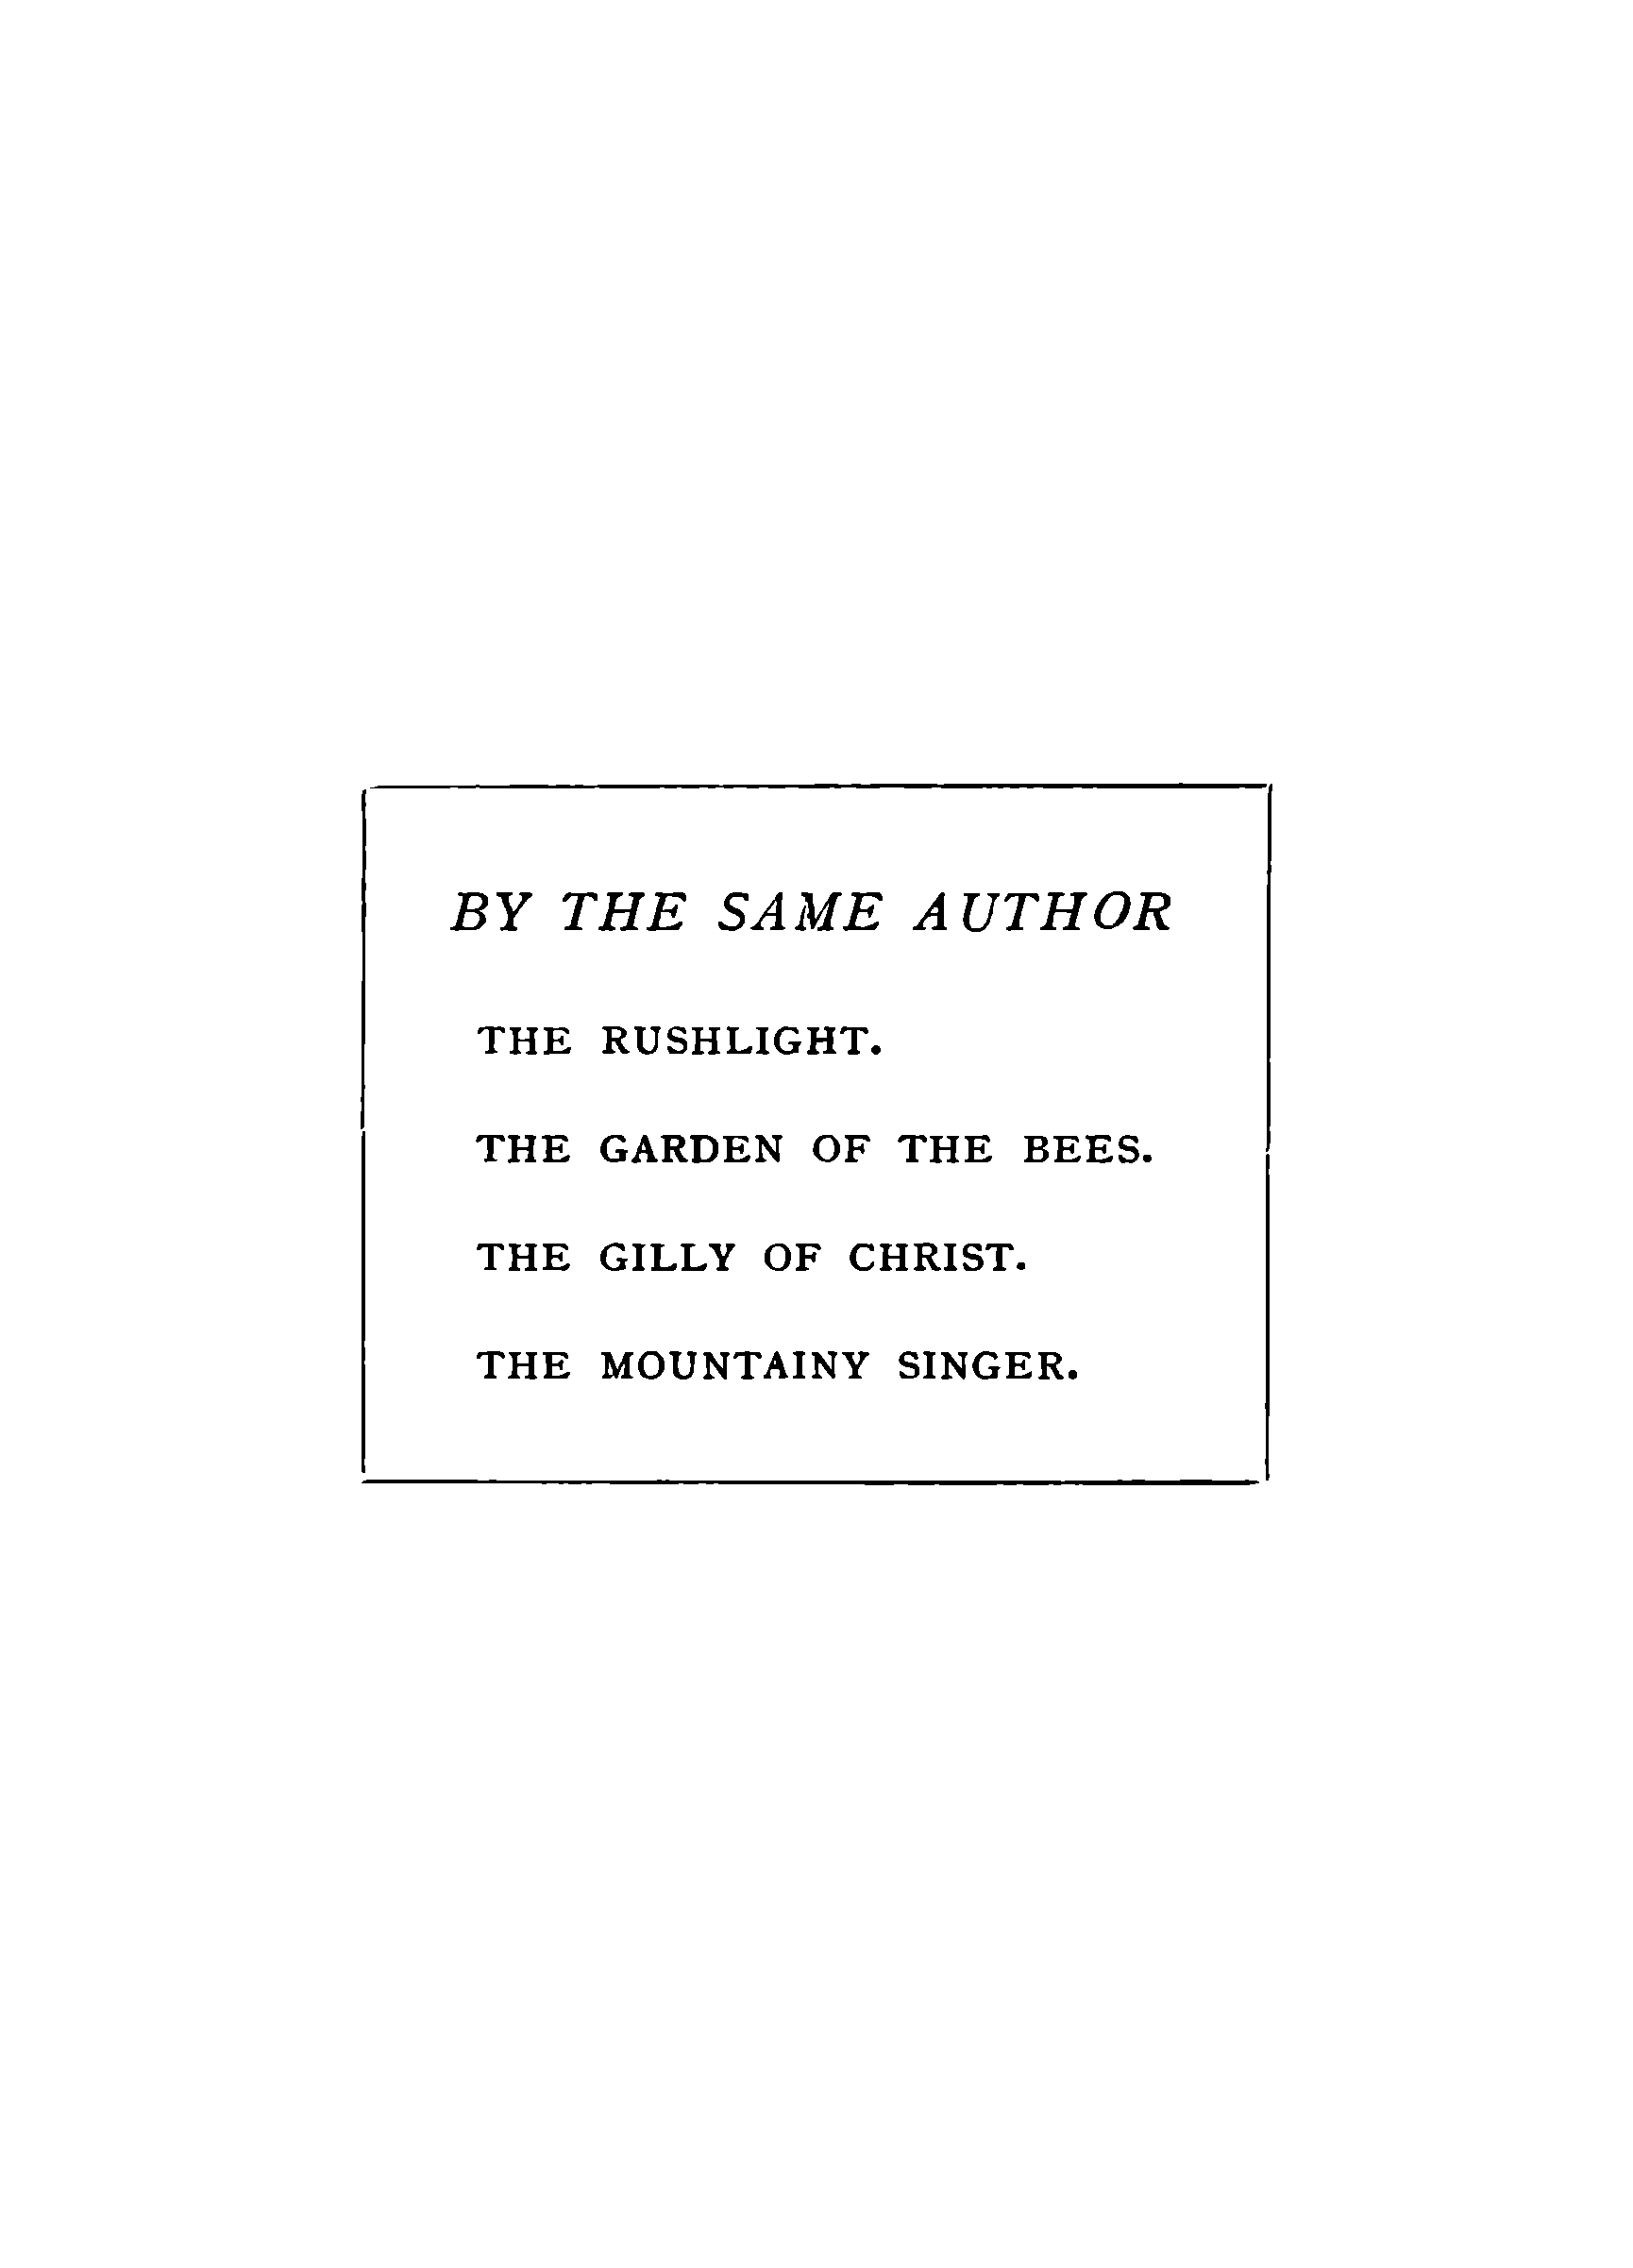 BY THE SAME AUTHOR
THE RUSHLIGHT.
THE GARDEN OF THE BEES.
THE GILLY OF CHRIST.
THE MOUNTAINY SINGER.